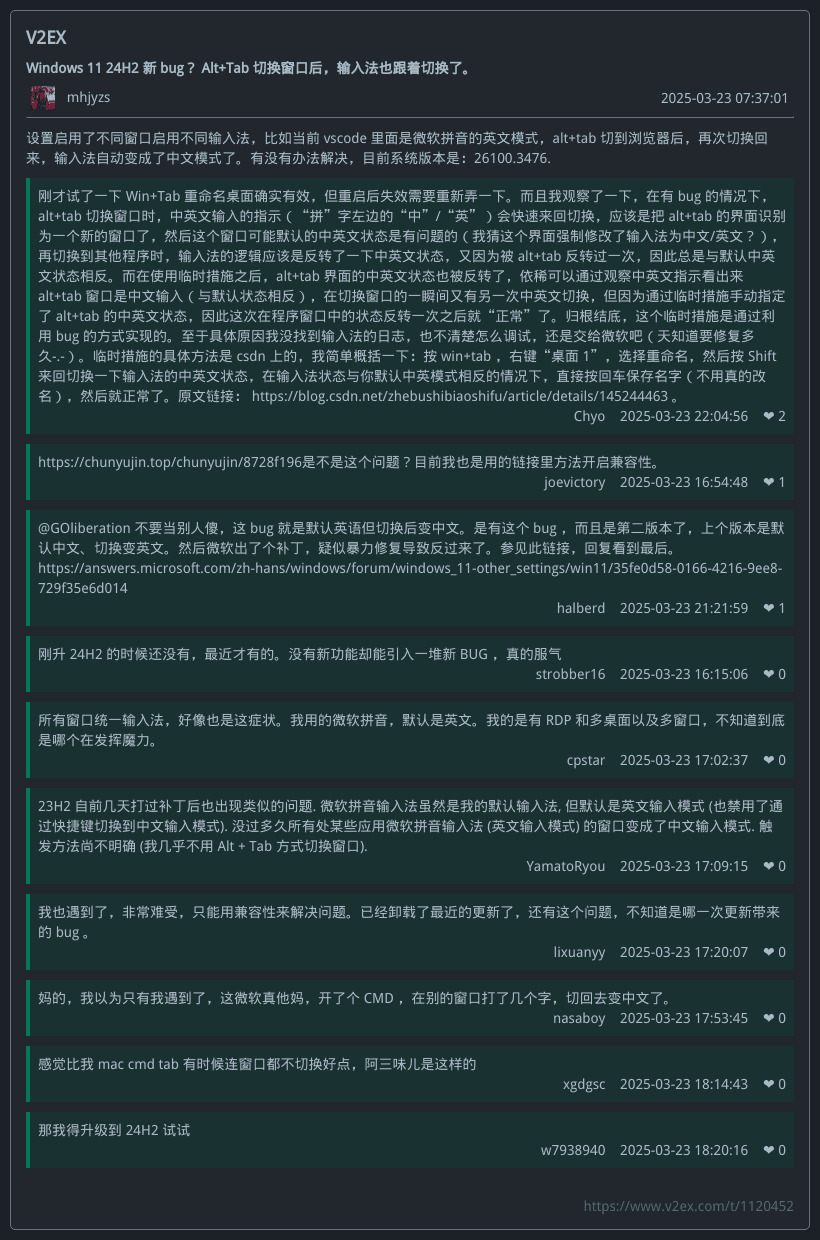 V2EX
Windows 11 24H2 新 bug ？ Alt+Tab 切换窗口后，输入法也跟着切换了。
mhjyzs 2025-03-23 07:37:01
设置启用了不同窗口启用不同输入法，比如当前 vscode 里面是微软拼音的英文模式，alt+tab 切到浏览器后，再次切换回
来，输入法自动变成了中文模式了。有没有办法解决，目前系统版本是：26100.3476.
刚才试了一下 Win+Tab 重命名桌面确实有效，但重启后失效需要重新弄一下。而且我观察了一下，在有 bug 的情况下，
alt+tab 切换窗口时，中英文输入的指示（ “拼”字左边的“中”/“英”）会快速来回切换，应该是把 alt+tab 的界面识别
为一个新的窗口了，然后这个窗口可能默认的中英文状态是有问题的（我猜这个界面强制修改了输入法为中文/英文？），
再切换到其他程序时，输入法的逻辑应该是反转了一下中英文状态，又因为被 alt+tab 反转过一次，因此总是与默认中英
文状态相反。而在使用临时措施之后，alt+tab 界面的中英文状态也被反转了，依稀可以通过观察中英文指示看出来
alt+tab 窗口是中文输入（与默认状态相反），在切换窗口的一瞬间又有另一次中英文切换，但因为通过临时措施手动指定
了 alt+tab 的中英文状态，因此这次在程序窗口中的状态反转一次之后就“正常”了。归根结底，这个临时措施是通过利
用 bug 的方式实现的。至于具体原因我没找到输入法的日志，也不清楚怎么调试，还是交给微软吧（天知道要修复多
久-.-）。临时措施的具体方法是 csdn 上的，我简单概括一下：按 win+tab ，右键“桌面 1”，选择重命名，然后按 Shift
来回切换一下输入法的中英文状态，在输入法状态与你默认中英模式相反的情况下，直接按回车保存名字（不用真的改
名），然后就正常了。原文链接： https://blog.csdn.net/zhebushibiaoshifu/article/details/145244463 。
Chyo 2025-03-23 22:04:56 ❤ 2
https://chunyujin.top/chunyujin/8728f196是不是这个问题？目前我也是用的链接里方法开启兼容性。
joevictory 2025-03-23 16:54:48 ❤ 1
@GOliberation 不要当别人傻，这 bug 就是默认英语但切换后变中文。是有这个 bug ，而且是第二版本了，上个版本是默
认中文、切换变英文。然后微软出了个补丁，疑似暴力修复导致反过来了。参见此链接，回复看到最后。
https://answers.microsoft.com/zh-hans/windows/forum/windows_11-other_settings/win11/35fe0d58-0166-4216-9ee8-
729f35e6d014
halberd 2025-03-23 21:21:59 ❤ 1
刚升 24H2 的时候还没有，最近才有的。没有新功能却能引入一堆新 BUG ，真的服气
strobber16 2025-03-23 16:15:06 ❤ 0
所有窗口统一输入法，好像也是这症状。我用的微软拼音，默认是英文。我的是有 RDP 和多桌面以及多窗口，不知道到底
是哪个在发挥魔力。
cpstar 2025-03-23 17:02:37 ❤ 0
23H2 自前几天打过补丁后也出现类似的问题. 微软拼音输入法虽然是我的默认输入法, 但默认是英文输入模式 (也禁用了通
过快捷键切换到中文输入模式). 没过多久所有处某些应用微软拼音输入法 (英文输入模式) 的窗口变成了中文输入模式. 触
发方法尚不明确 (我几乎不用 Alt + Tab 方式切换窗口).
YamatoRyou 2025-03-23 17:09:15 ❤ 0
我也遇到了，非常难受，只能用兼容性来解决问题。已经卸载了最近的更新了，还有这个问题，不知道是哪一次更新带来
的 bug 。
lixuanyy 2025-03-23 17:20:07 ❤ 0
妈的，我以为只有我遇到了，这微软真他妈，开了个 CMD ，在别的窗口打了几个字，切回去变中文了。
nasaboy 2025-03-23 17:53:45 ❤ 0
感觉比我 mac cmd tab 有时候连窗口都不切换好点，阿三味儿是这样的
xgdgsc 2025-03-23 18:14:43 ❤ 0
那我得升级到 24H2 试试
w7938940 2025-03-23 18:20:16 ❤ 0
https://www.v2ex.com/t/1120452